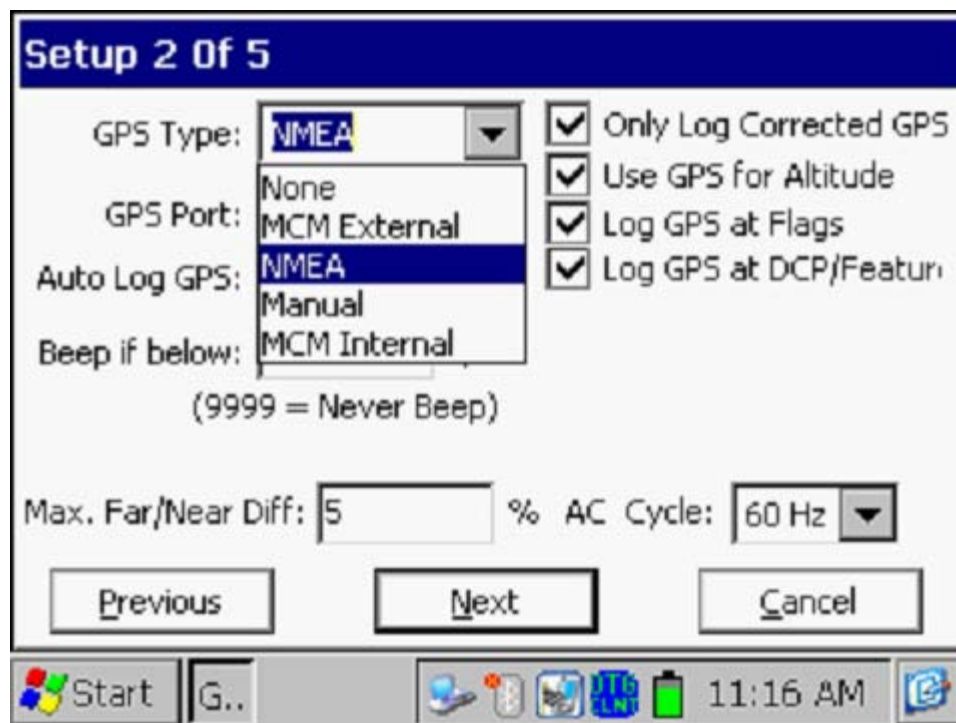 Setup 2 Of 5
GPS Type: NMEA
None
MCM External
NMEA
Manual
MCM Internal
GPS Port:
Auto Log GPS:
Beep if below:
(9999 = Never Beep)
Only Log Corrected GPS
Use GPS for Altitude
Log GPS at Flags
Log GPS at DCP/Featur
Max. Far/Near Diff: 5 % AC Cycle: 60 Hz
Previous Next Cancel
Start G.. DTG CLNT 11:16 AM